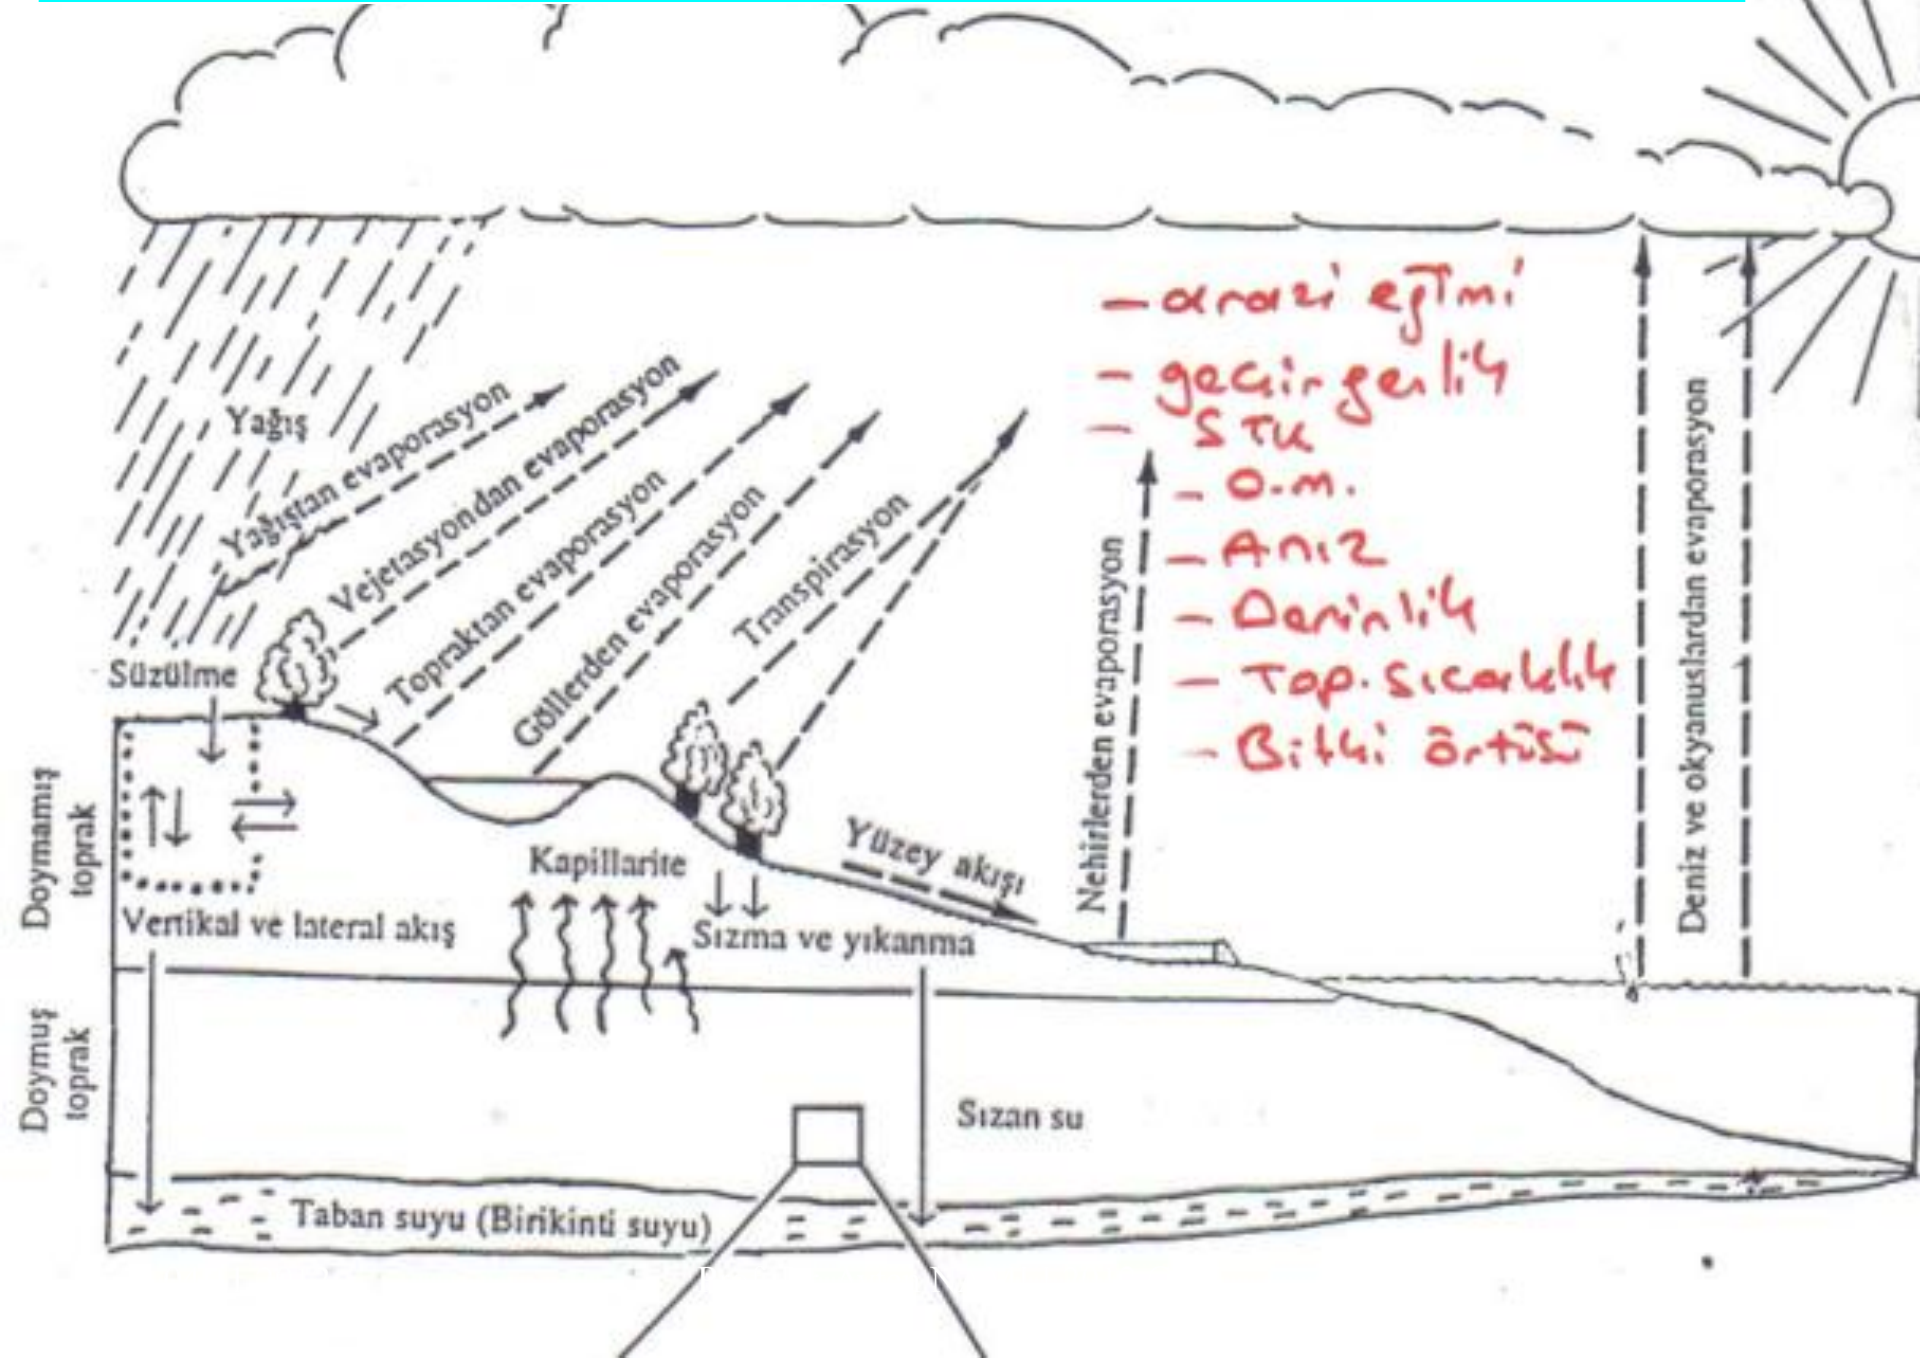 - arazi eğimi
- geçirgenlik
- STK
- O.m.
- Anız
- Derinlik
- Top. sıcaklık
- Bitki örtüsü
Yağış
Yağıştan evaporasyon
Vejetasyondan evaporasyon
Topraktan evaporasyon
Göllerden evaporasyon
Transpirasyon
Nehirlerden evaporasyon
Deniz ve okyanuslardan evaporasyon
Süzülme
Doymamış
toprak
Kapillarite
Yüzey akışı
Vertikal ve lateral akış
Sızma ve yıkanma
Doymuş
toprak
Sızan su
Taban suyu (Birikinti suyu)